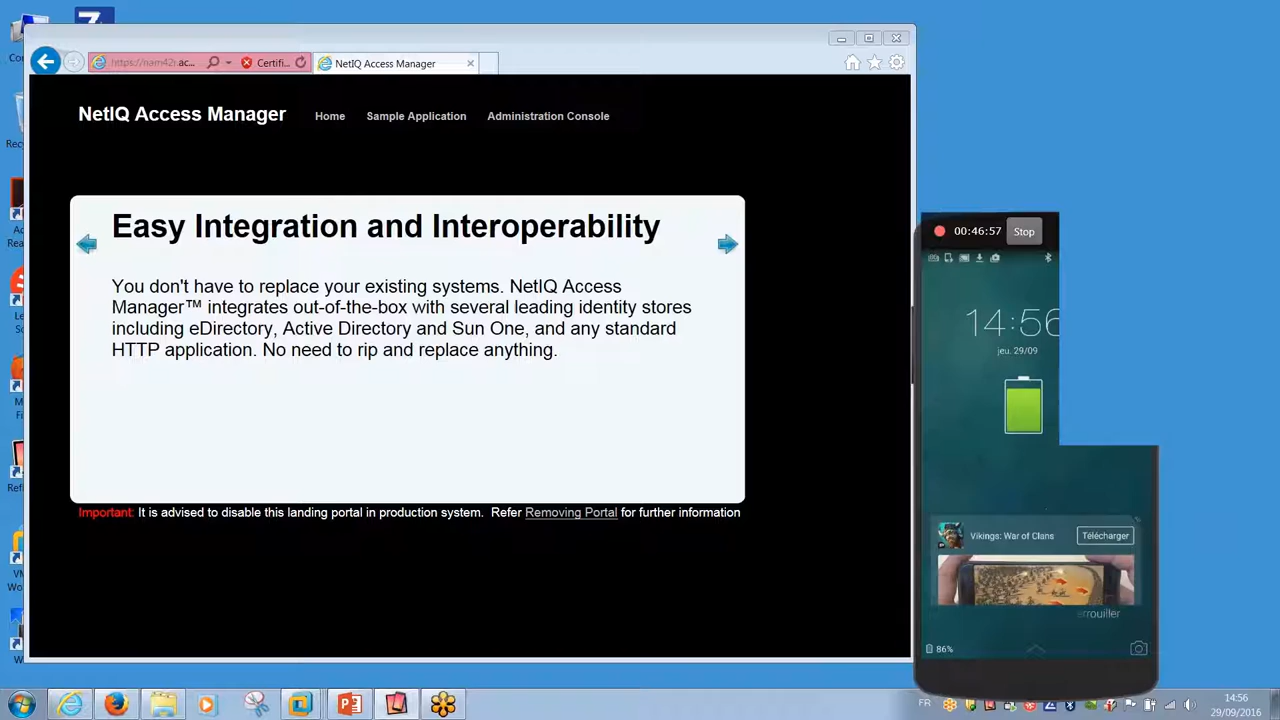 https://nam42r.ac...
Certifi...
NetIQ Access Manager
NetIQ Access Manager
Home
Sample Application
Administration Console
Easy Integration and Interoperability
You don't have to replace your existing systems. NetIQ Access
Manager™ integrates out-of-the-box with several leading identity stores
including eDirectory, Active Directory and Sun One, and any standard
HTTP application. No need to rip and replace anything.
Important: It is advised to disable this landing portal in production system. Refer Removing Portal for further information
00:46:57
Stop
14:56
jeu. 29/09
Vikings: War of Clans
Télécharger
errouiller
86%
FR
14:56
29/09/2016